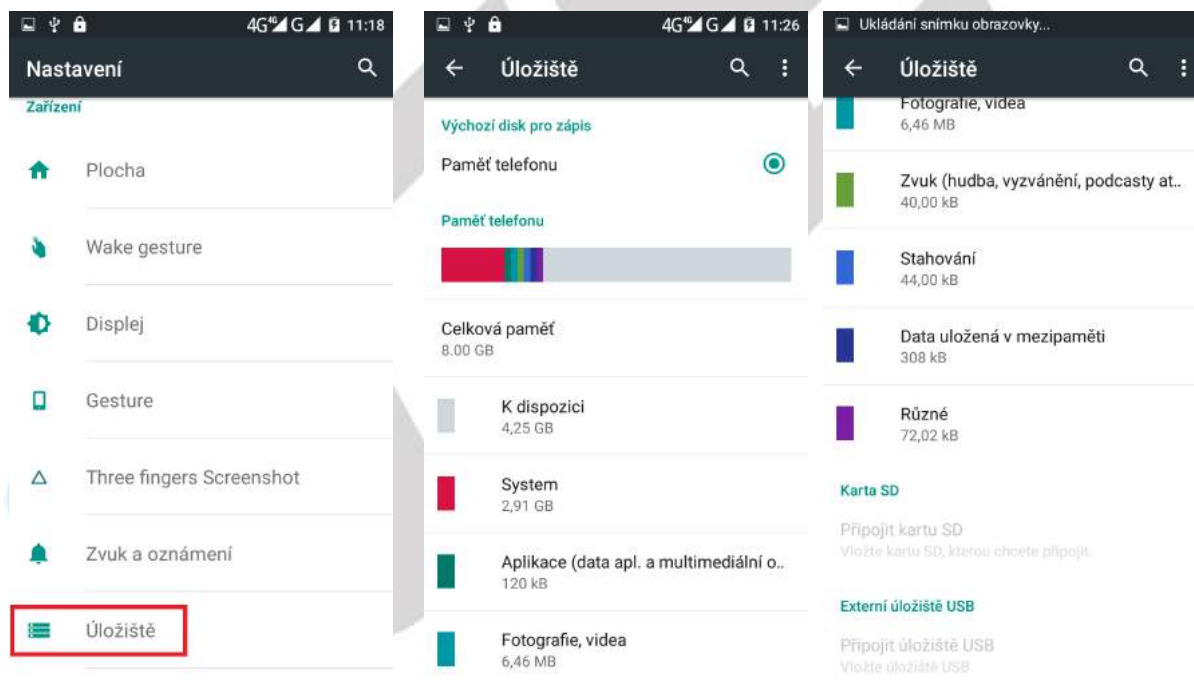 4G 4G G 11:18
Nastavení
Zařízení
Plocha
Wake gesture
Displej
Gesture
Three fingers Screenshot
Zvuk a oznámení
Úložiště
4G 4G G 11:26
Úložiště
Výchozí disk pro zápis
Paměť telefonu
Paměť telefonu
Celková paměť
8.00 GB
K dispozici
4,25 GB
System
2,91 GB
Aplikace (data apl. a multimediální o..
120 kB
Fotografie, videa
6,46 MB
Ukládání snímku obrazovky...
Úložiště
Fotografie, videa
6,46 MB
Zvuk (hudba, vyzvánění, podcasty at..
40,00 kB
Stahování
44,00 kB
Data uložená v mezipaměti
308 kB
Různé
72,02 kB
Karta SD
Připojit kartu SD
Vložte kartu SD, kterou chcete připojit.
Externí úložiště USB
Připojit úložiště USB
Vložte úložiště USB